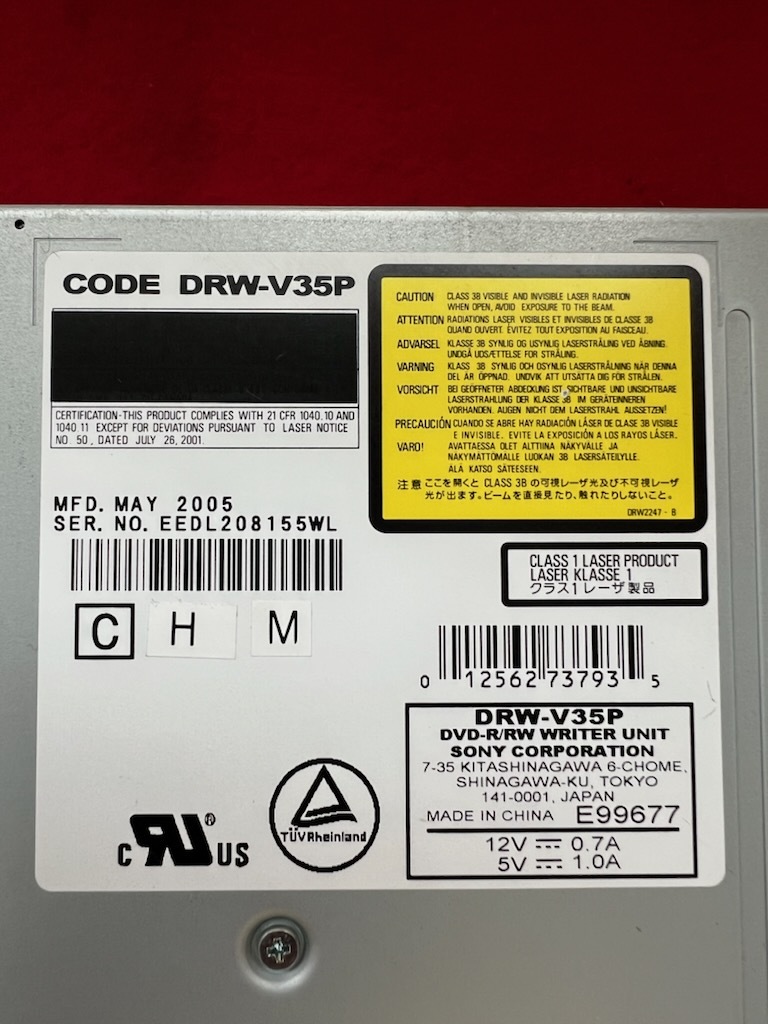 CODE DRW-V35P
CERTIFICATION-THIS PRODUCT COMPLIES WITH 21 CFR 1040.10 AND
1040 11 EXCEPT FOR DEVIATIONS PURSUANT TO LASER NOTICE
NO. 50, DATED JULY 26, 2001.
MFD. MAY 2005
SER. NO. EEDL208155WL
C H M
CAUTION CLASS 3B VISIBLE AND INVISIBLE LASER RADIATION
WHEN OPEN, AVOID EXPOSURE TO THE BEAM.
ATTENTION RADIATIONS LASER VISIBLES ET INVISIBLES DE CLASSE 3B
QUAND OUVERT. ÉVITEZ TOUT EXPOSITION AU FAISCEAU.
ADVARSEL KLASSE 3B SYNLIG OG USYNLIG LASERSTRÅLING VED ÅBNING.
UNDGÅ UDSÆTTELSE FOR STRÅLING.
VARNING KLASS 3B SYNLIG OCH OSYNLIG LASERSTRÅLNING NÄR DENNA
DEL ÄR ÖPPNAD. UNDVIK ATT UTSÄTTA DIG FÖR STRÅLEN.
VORSICHT BEI GEÖFFNETER ABDECKUNG IST SICHTBARE UND UNSICHTBARE
LASERSTRAHLUNG DER KLASSE 3B IM GERÄTEINNEREN
VORHANDEN. AUGEN NICHT DEM LASERSTRAHL AUSSETZEN!
PRECAUCIÓN CUANDO SE ABRE HAY RADIACIÓN LÁSER DE CLASE 3B VISIBLE
E INVISIBLE. EVITE LA EXPOSICIÓN A LOS RAYOS LÁSER.
VARO! AVATTAESSA OLET ALTTIINA NÄKYVÄLLE JA
NÄKYMÄTTÖMÄLLE LUOKAN 3B LASERSÄTEILYLLE.
ÄLÄ KATSO SÄTEESEEN.
注意 ここを開くと CLASS 3B の可視レーザ光及び不可視レーザ
光が出ます。ビームを直接見たり、触れたりしないこと。
DRW2247 - B
CLASS 1 LASER PRODUCT
LASER KLASSE 1
クラス1 レーザ製品
0 12562 73793 5
DRW-V35P
DVD-R/RW WRITER UNIT
SONY CORPORATION
7-35 KITASHINAGAWA 6-CHOME,
SHINAGAWA-KU, TOKYO
141-0001, JAPAN
MADE IN CHINA E99677
12V ⎓ 0.7A
5V ⎓ 1.0A
TÜVRheinland
c RU ® US